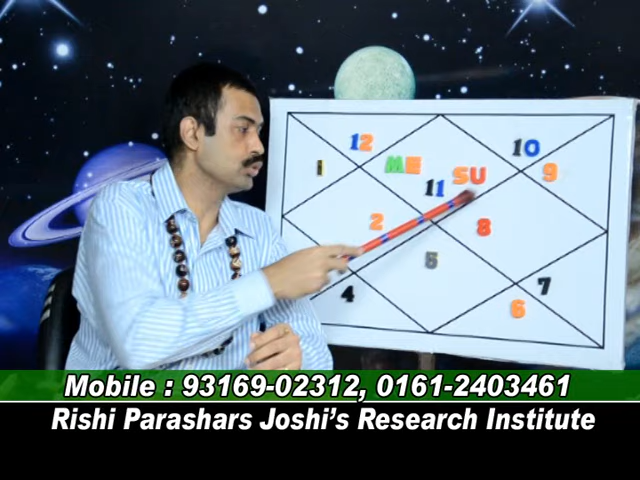 12
10
1
ME
SU
9
11
2
8
5
4
7
6
Mobile : 93169-02312, 0161-2403461
Rishi Parashars Joshi's Research Institute